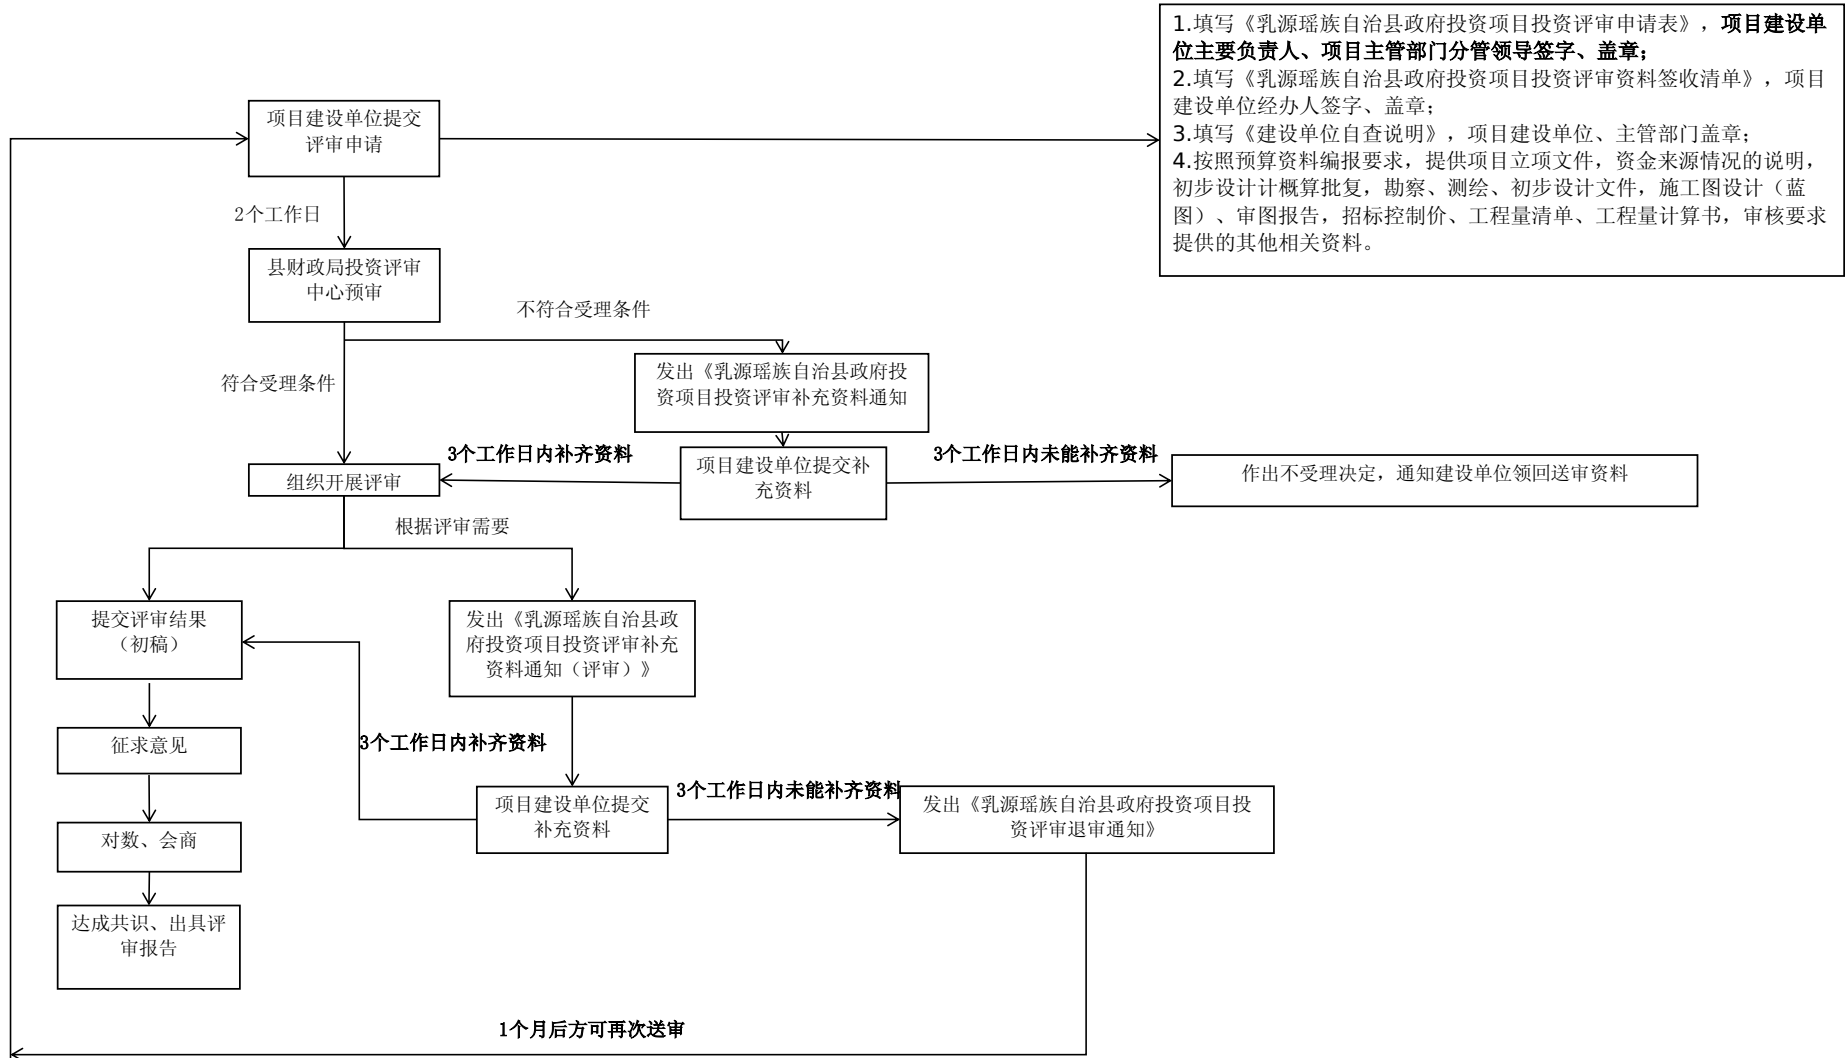 1.填写《乳源瑶族自治县政府投资项目投资评审申请表》，项目建设单
位主要负责人、项目主管部门分管领导签字、盖章；
2.填写《乳源瑶族自治县政府投资项目投资评审资料签收清单》，项目
建设单位经办人签字、盖章；
3.填写《建设单位自查说明》，项目建设单位、主管部门盖章；
4.按照预算资料编报要求，提供项目立项文件，资金来源情况的说明，
初步设计计概算批复，勘察、测绘、初步设计文件，施工图设计（蓝
图）、审图报告，招标控制价、工程量清单、工程量计算书，审核要求
提供的其他相关资料。
项目建设单位提交
评审申请
2个工作日
县财政局投资评审
中心预审
不符合受理条件
符合受理条件
发出《乳源瑶族自治县政府投
资项目投资评审补充资料通知
3个工作日内补齐资料
项目建设单位提交补
充资料
3个工作日内未能补齐资料
作出不受理决定，通知建设单位领回送审资料
组织开展评审
根据评审需要
提交评审结果
（初稿）
发出《乳源瑶族自治县政
府投资项目投资评审补充
资料通知（评审）》
征求意见
3个工作日内补齐资料
项目建设单位提交
补充资料
3个工作日内未能补齐资料
发出《乳源瑶族自治县政府投资项目投
资评审退审通知》
对数、会商
达成共识、出具评
审报告
1个月后方可再次送审